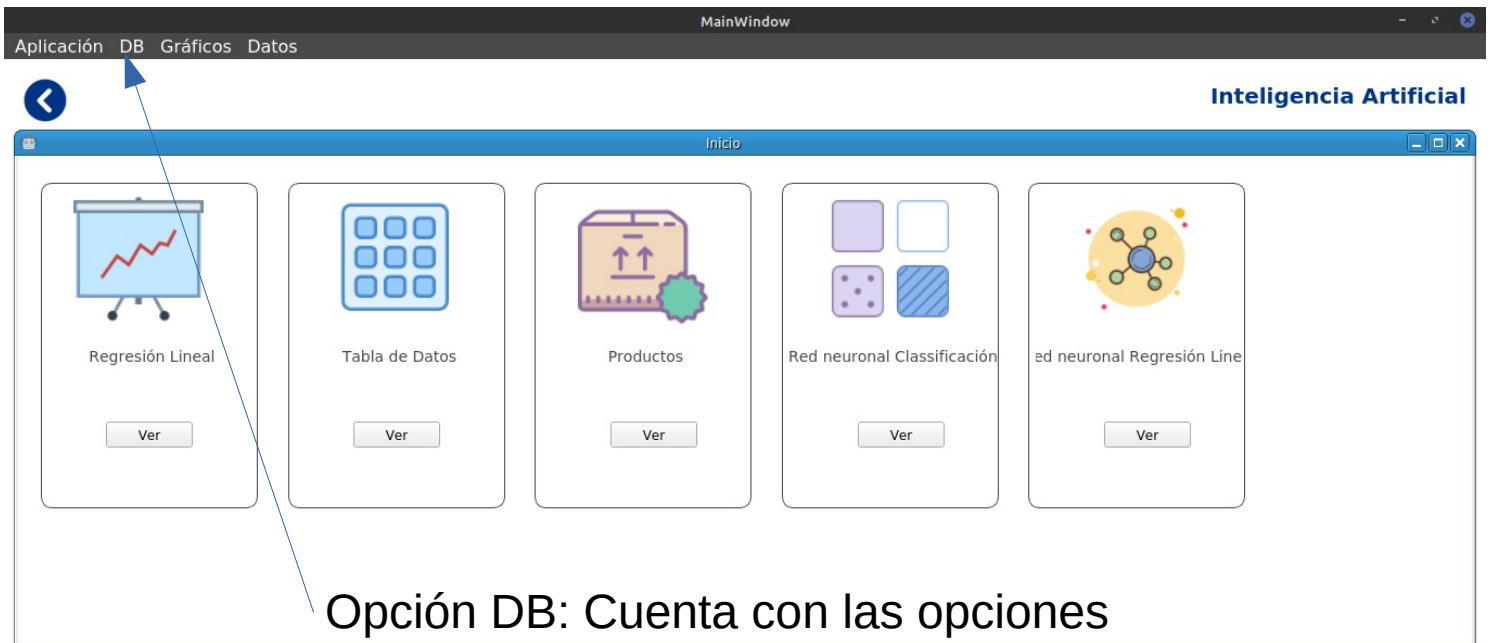 MainWindow
Aplicación DB Gráficos Datos
Inteligencia Artificial
Inicio
Regresión Lineal
Tabla de Datos
Productos
Red neuronal Classificación
ed neuronal Regresión Line
Ver
Ver
Ver
Ver
Ver
Opción DB: Cuenta con las opciones